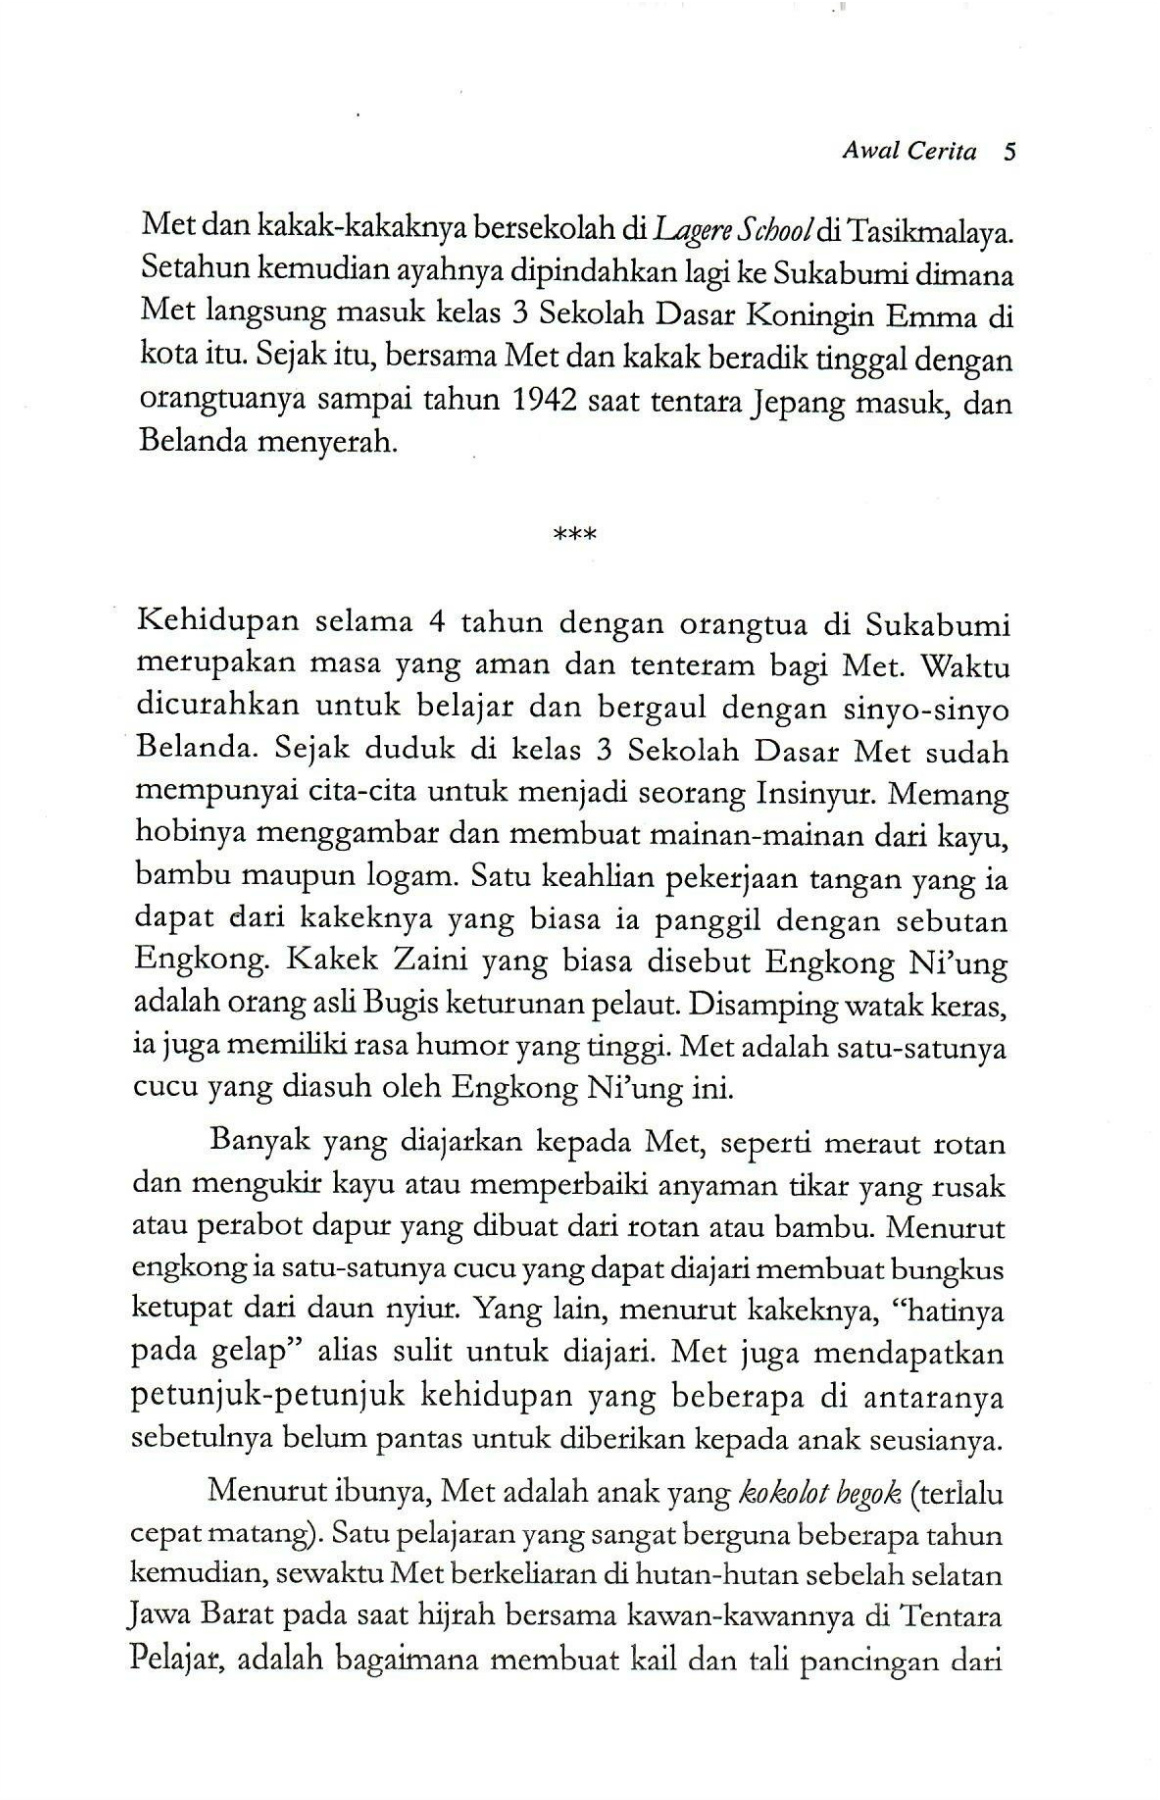 Awal Cerita 5
Met dan kakak-kakaknya bersekolah di Lagere School di Tasikmalaya.
Setahun kemudian ayahnya dipindahkan lagi ke Sukabumi dimana
Met langsung masuk kelas 3 Sekolah Dasar Koningin Emma di
kota itu. Sejak itu, bersama Met dan kakak beradik tinggal dengan
orangtuanya sampai tahun 1942 saat tentara Jepang masuk, dan
Belanda menyerah.
***
Kehidupan selama 4 tahun dengan orangtua di Sukabumi
merupakan masa yang aman dan tenteram bagi Met. Waktu
dicurahkan untuk belajar dan bergaul dengan sinyo-sinyo
Belanda. Sejak duduk di kelas 3 Sekolah Dasar Met sudah
mempunyai cita-cita untuk menjadi seorang Insinyur. Memang
hobinya menggambar dan membuat mainan-mainan dari kayu,
bambu maupun logam. Satu keahlian pekerjaan tangan yang ia
dapat dari kakeknya yang biasa ia panggil dengan sebutan
Engkong. Kakek Zaini yang biasa disebut Engkong Ni’ung
adalah orang asli Bugis keturunan pelaut. Disamping watak keras,
ia juga memiliki rasa humor yang tinggi. Met adalah satu-satunya
cucu yang diasuh oleh Engkong Ni’ung ini.
Banyak yang diajarkan kepada Met, seperti meraut rotan
dan mengukir kayu atau memperbaiki anyaman tikar yang rusak
atau perabot dapur yang dibuat dari rotan atau bambu. Menurut
engkong ia satu-satunya cucu yang dapat diajari membuat bungkus
ketupat dari daun nyiur. Yang lain, menurut kakeknya, “hatinya
pada gelap” alias sulit untuk diajari. Met juga mendapatkan
petunjuk-petunjuk kehidupan yang beberapa di antaranya
sebetulnya belum pantas untuk diberikan kepada anak seusianya.
Menurut ibunya, Met adalah anak yang kokolot begok (terlalu
cepat matang). Satu pelajaran yang sangat berguna beberapa tahun
kemudian, sewaktu Met berkeliaran di hutan-hutan sebelah selatan
Jawa Barat pada saat hijrah bersama kawan-kawannya di Tentara
Pelajar, adalah bagaimana membuat kail dan tali pancingan dari